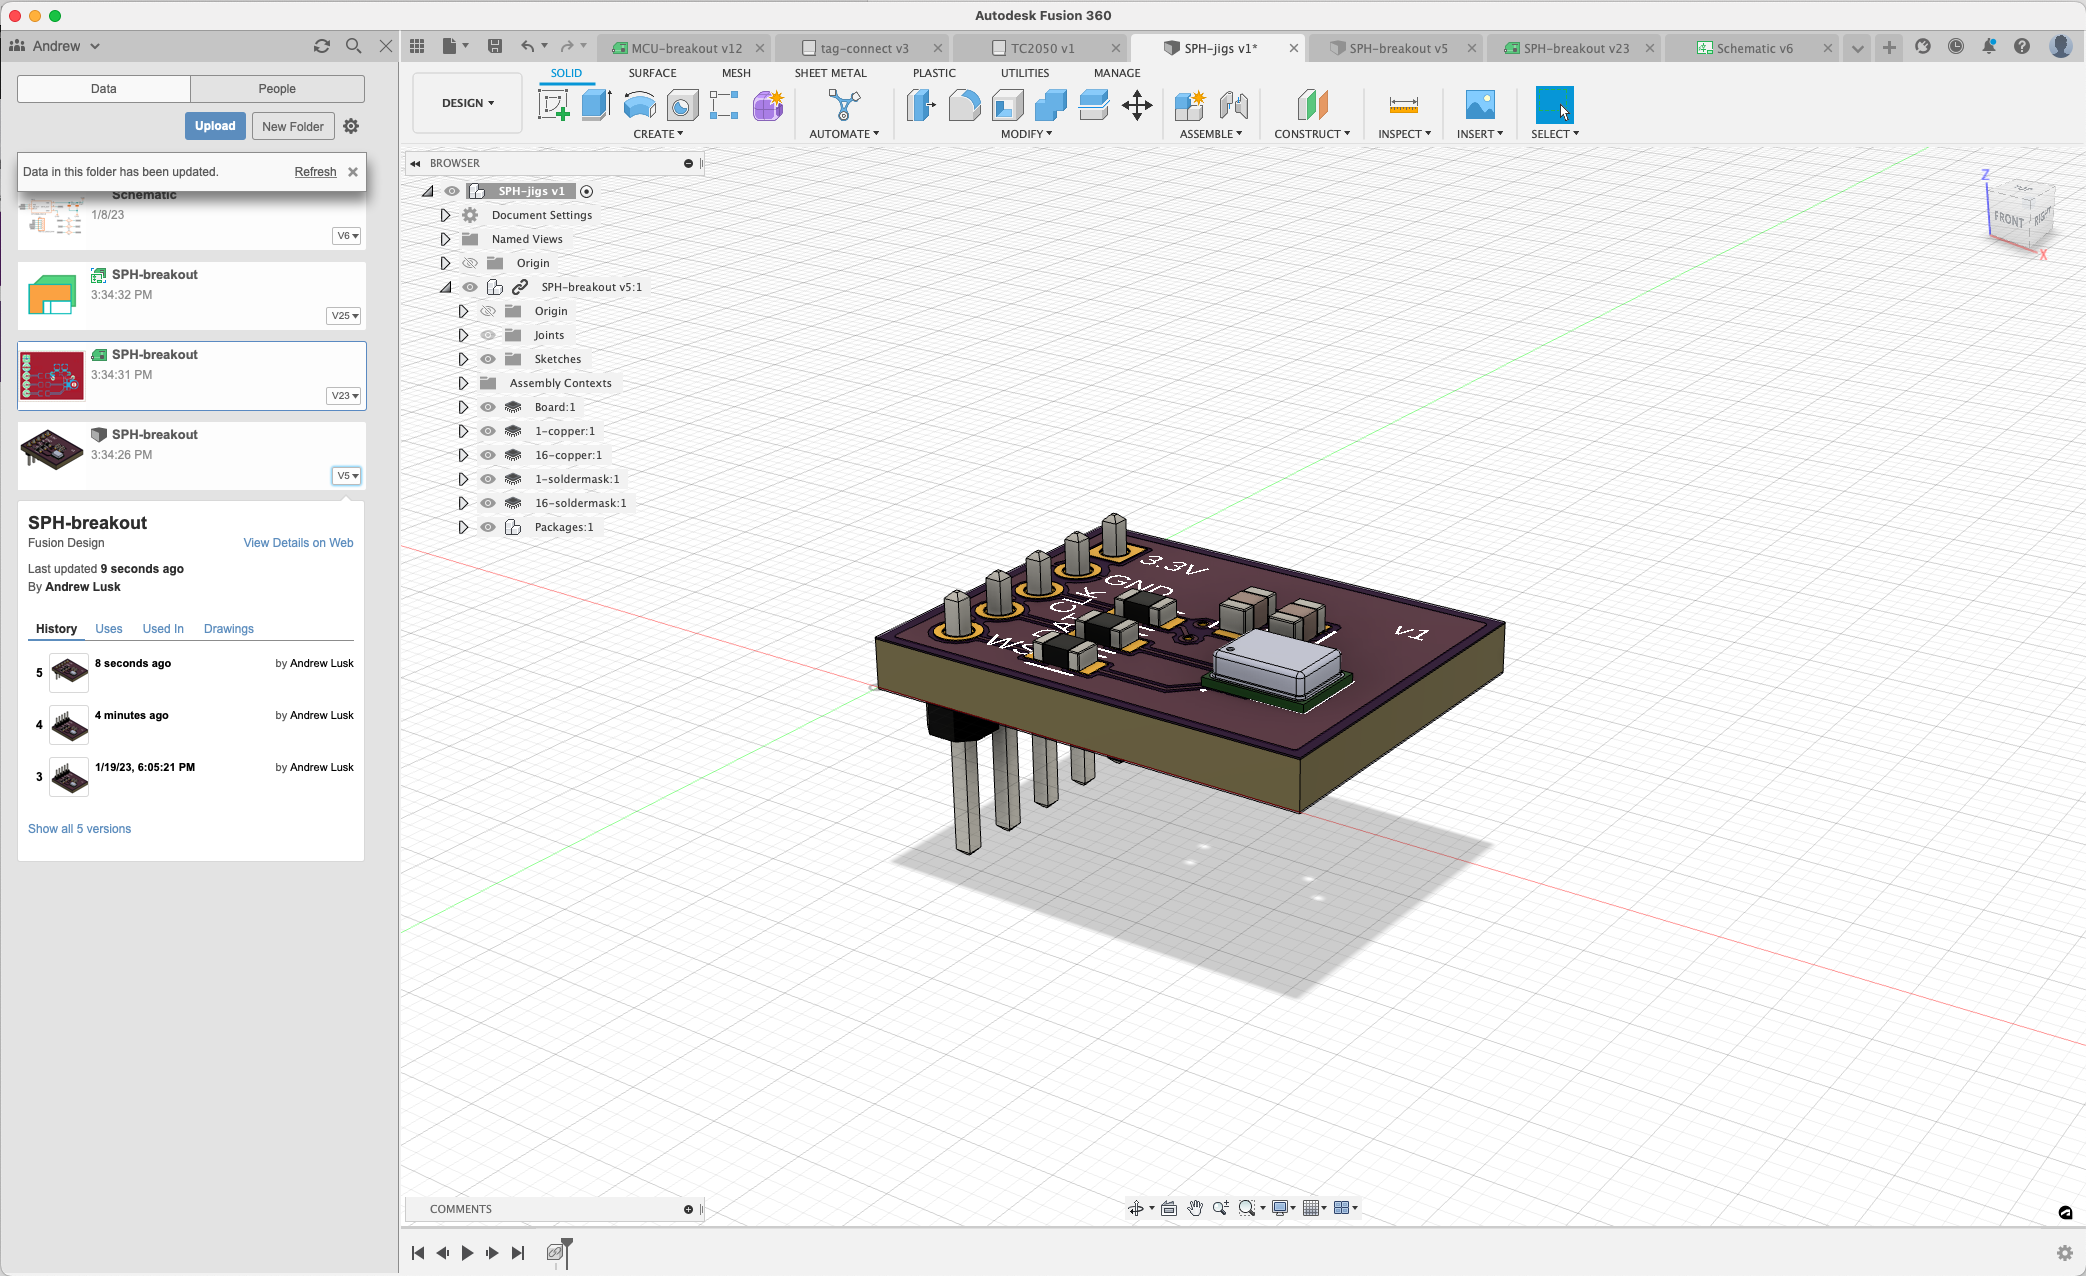 Autodesk Fusion 360
Andrew
MCU-breakout v12
tag-connect v3
TC2050 v1
SPH-jigs v1*
SPH-breakout v5
SPH-breakout v23
Schematic v6
Data
People
Upload
New Folder
Data in this folder has been updated.
Refresh
Schematic
1/8/23
V6
SPH-breakout
3:34:32 PM
V25
SPH-breakout
3:34:31 PM
V23
SPH-breakout
3:34:26 PM
V5
SPH-breakout
Fusion Design
View Details on Web
Last updated 9 seconds ago
By Andrew Lusk
History
Uses
Used In
Drawings
5
8 seconds ago
by Andrew Lusk
4
4 minutes ago
by Andrew Lusk
3
1/19/23, 6:05:21 PM
by Andrew Lusk
Show all 5 versions
DESIGN
SOLID
SURFACE
MESH
SHEET METAL
PLASTIC
UTILITIES
MANAGE
CREATE
AUTOMATE
MODIFY
ASSEMBLE
CONSTRUCT
INSPECT
INSERT
SELECT
BROWSER
SPH-jigs v1
Document Settings
Named Views
Origin
SPH-breakout v5:1
Origin
Joints
Sketches
Assembly Contexts
Board:1
1-copper:1
16-copper:1
1-soldermask:1
16-soldermask:1
Packages:1
Z
FRONT
RIGHT
X
3.3V
GND
CLK
WS
v1
COMMENTS